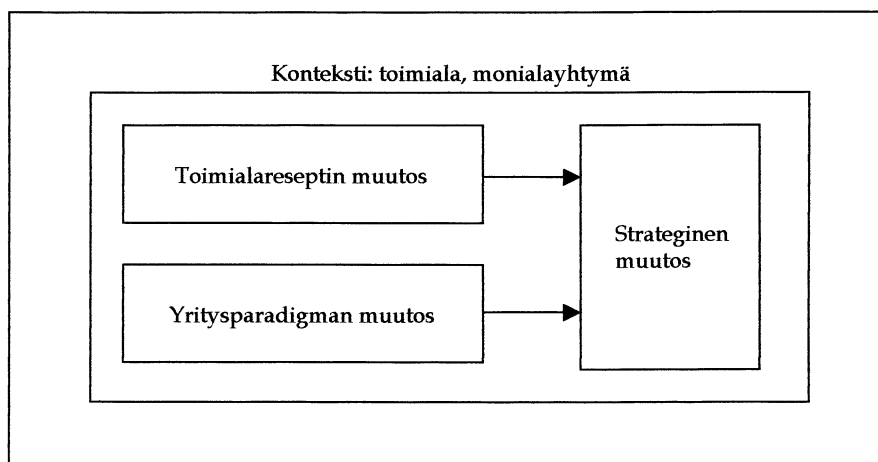 Konteksti: toimiala, monialayhtymä
Toimialareseptin muutos
Strateginen
muutos
Yritysparadigman muutos